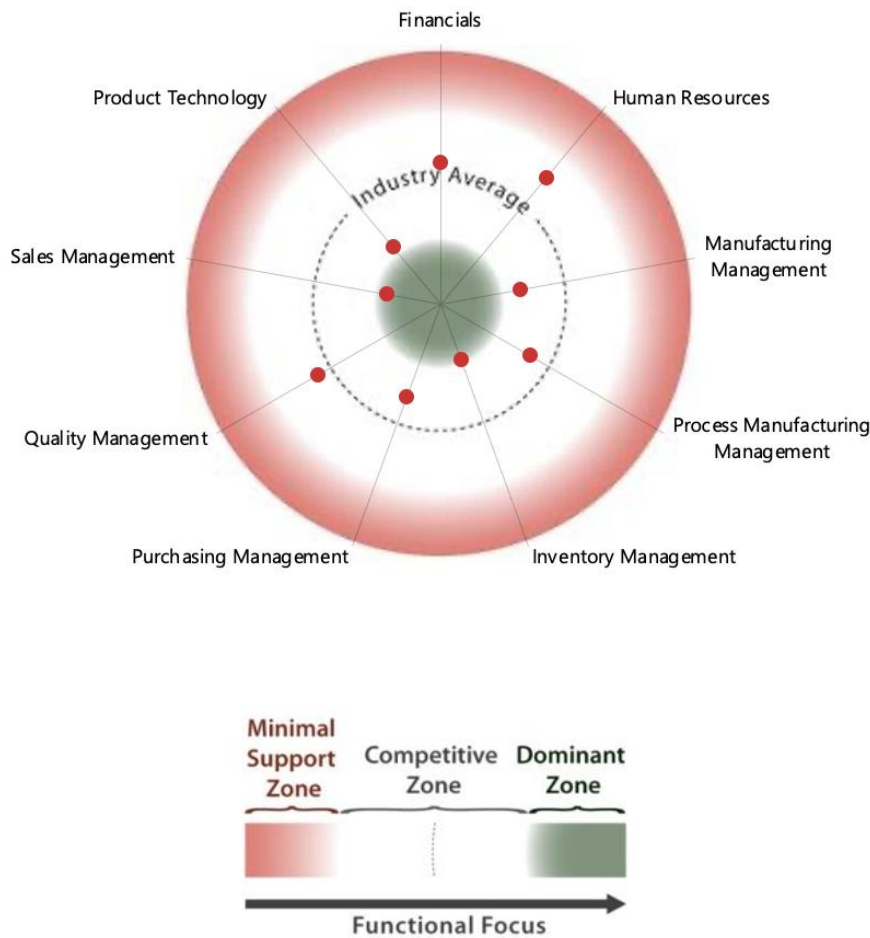 Financials
Product Technology
Human Resources
Industry Average
Sales Management
Manufacturing
Management
Quality Management
Process Manufacturing
Management
Purchasing Management
Inventory Management
Minimal
Support
Zone
Competitive
Zone
Dominant
Zone
Functional Focus